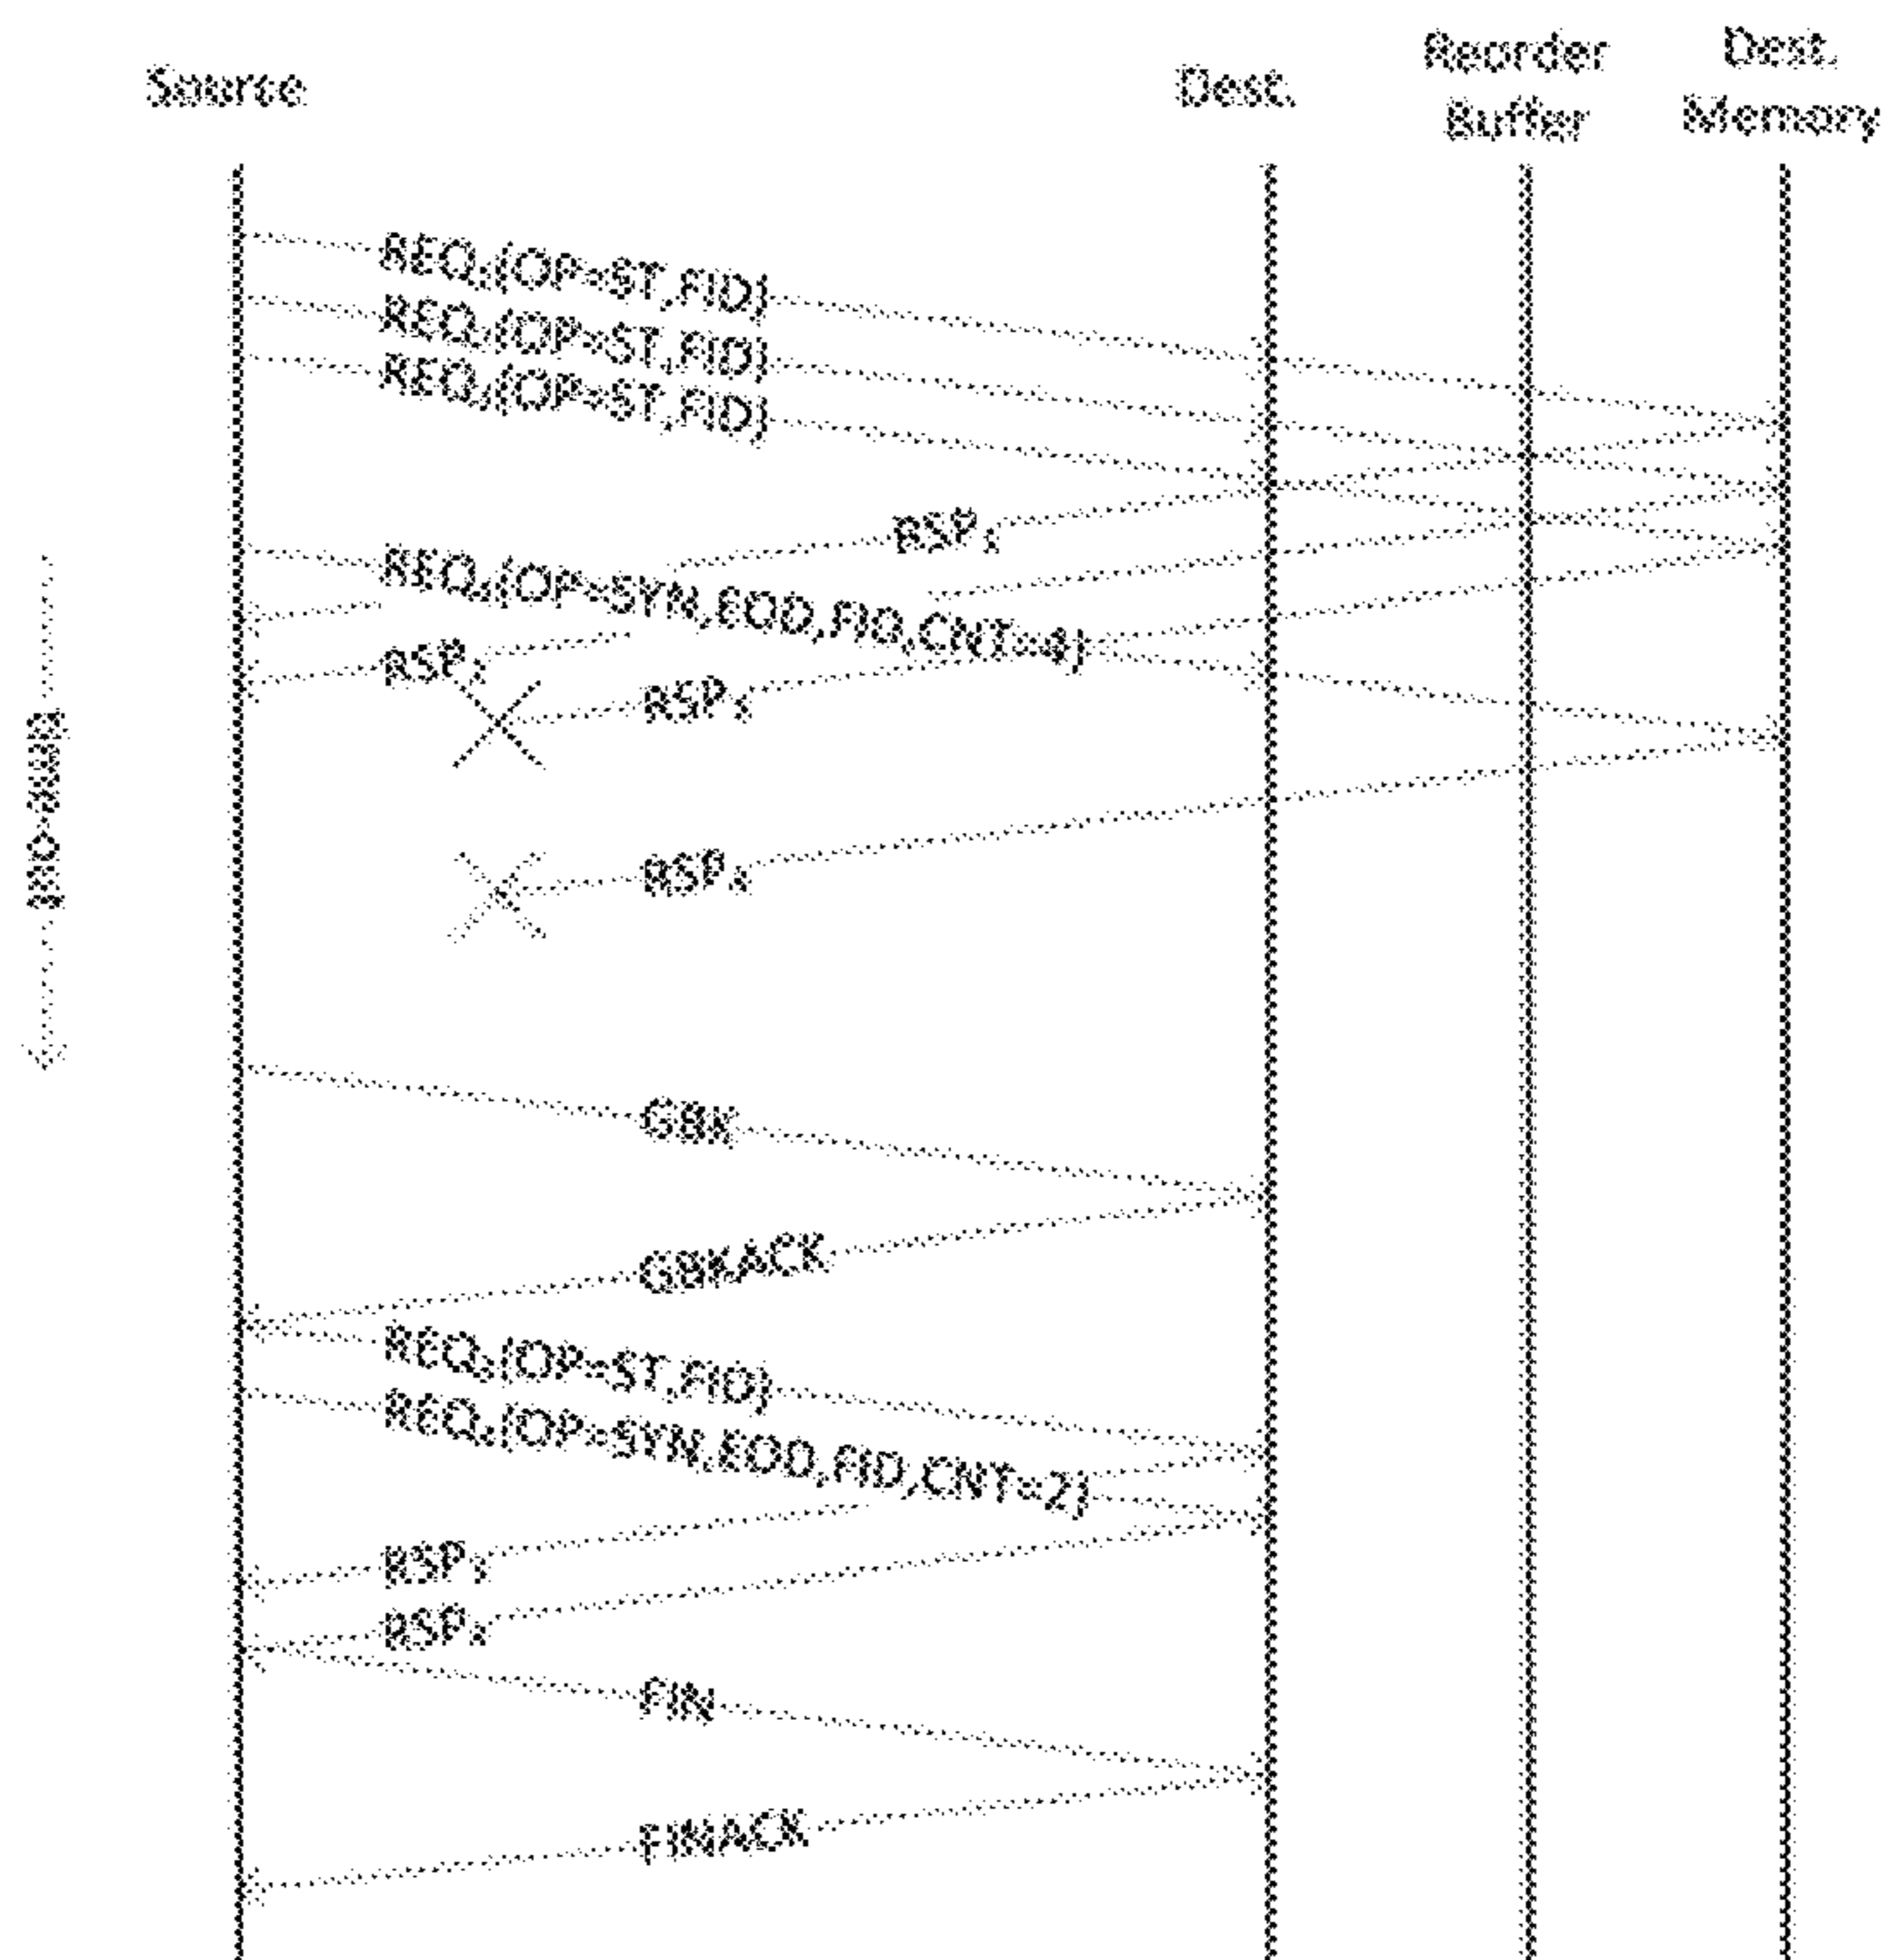 Source
Dest.
Reorder
Buffer
Dest.
Memory
REQ {OP=ST,FID}
REQ {OP=ST,FID}
REQ {OP=ST,FID}
RSP
REQ {OP=SYN,EOD,FID,CNT=4}
RSP
RSP
RSP
GBN
GBNACK
REQ {OP=ST,FID}
REQ {OP=SYN,EOD,FID,CNT=2}
RSP
RSP
FIN
FINACK